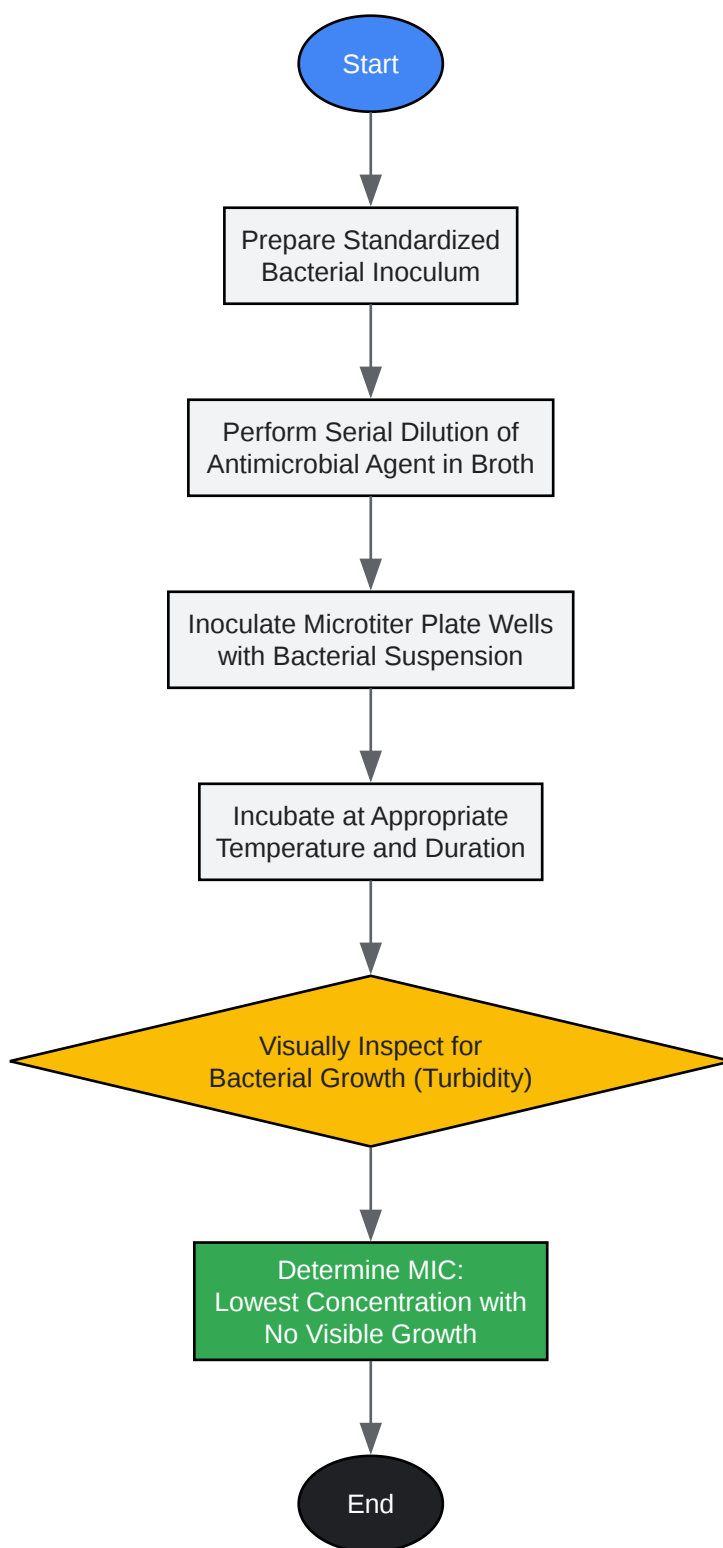 Start
Prepare Standardized
Bacterial Inoculum
Perform Serial Dilution of
Antimicrobial Agent in Broth
Inoculate Microtiter Plate Wells
with Bacterial Suspension
Incubate at Appropriate
Temperature and Duration
Visually Inspect for
Bacterial Growth (Turbidity)
Determine MIC:
Lowest Concentration with
No Visible Growth
End